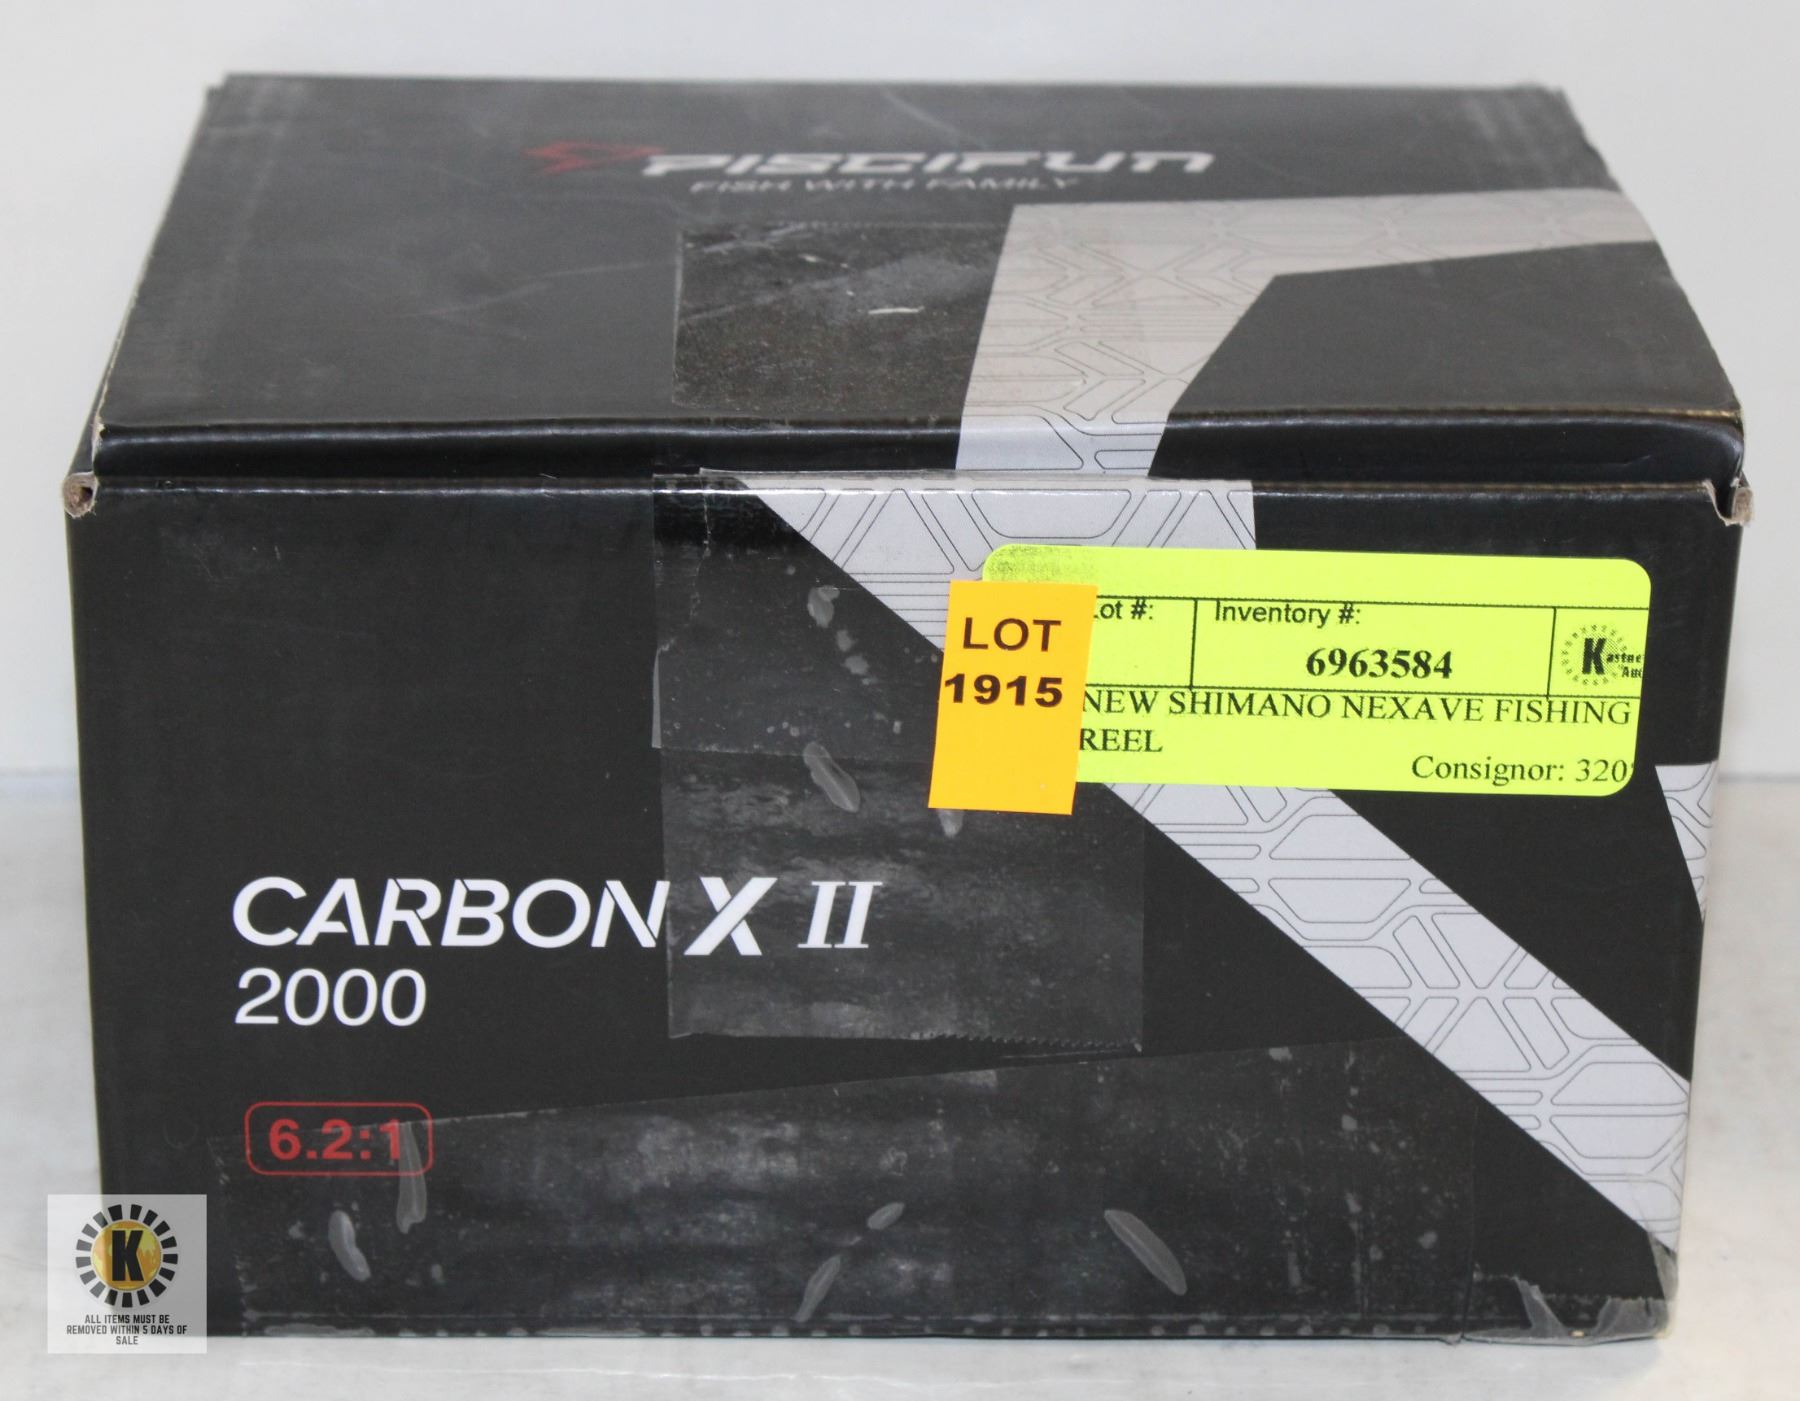 PISCIFUN
FISH WITH FAMILY
LOT
1915
Lot #:
Inventory #:
6963584
NEW SHIMANO NEXAVE FISHING
REEL
Consignor: 320
CARBON X II
2000
6.2:1
K
ALL ITEMS MUST BE
REMOVED WITHIN 5 DAYS OF
SALE